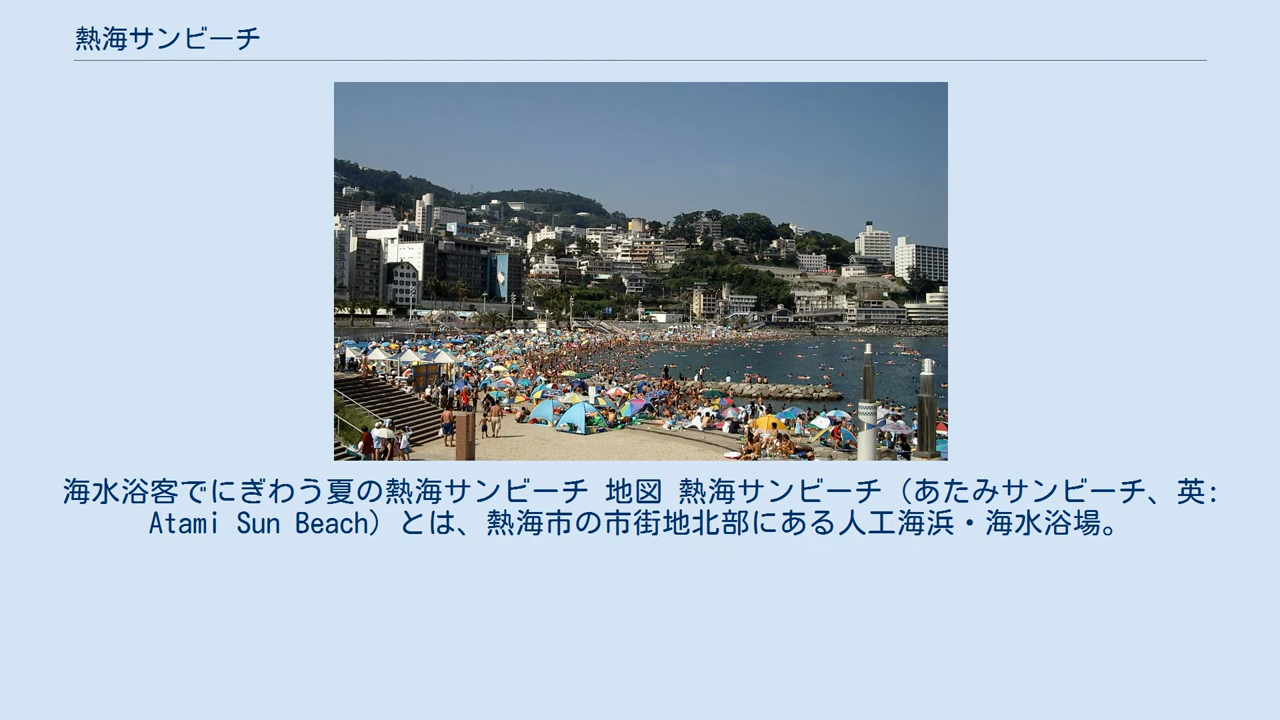 熱海サンビーチ
海水浴客でにぎわう夏の熱海サンビーチ 地図 熱海サンビーチ（あたみサンビーチ、英:
Atami Sun Beach）とは、熱海市の市街地北部にある人工海浜・海水浴場。